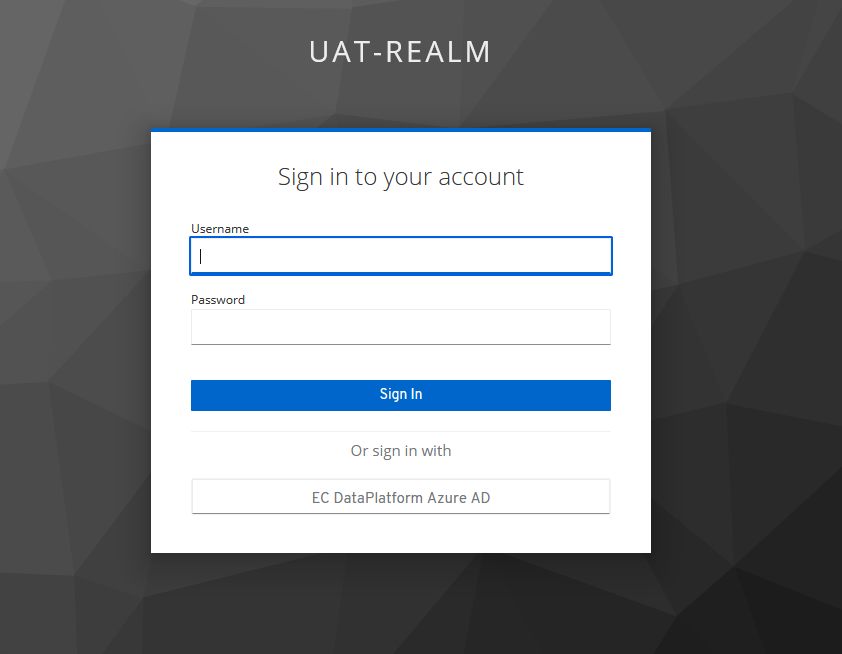 UAT-REALM
Sign in to your account
Username
Password
Sign In
Or sign in with
EC DataPlatform Azure AD